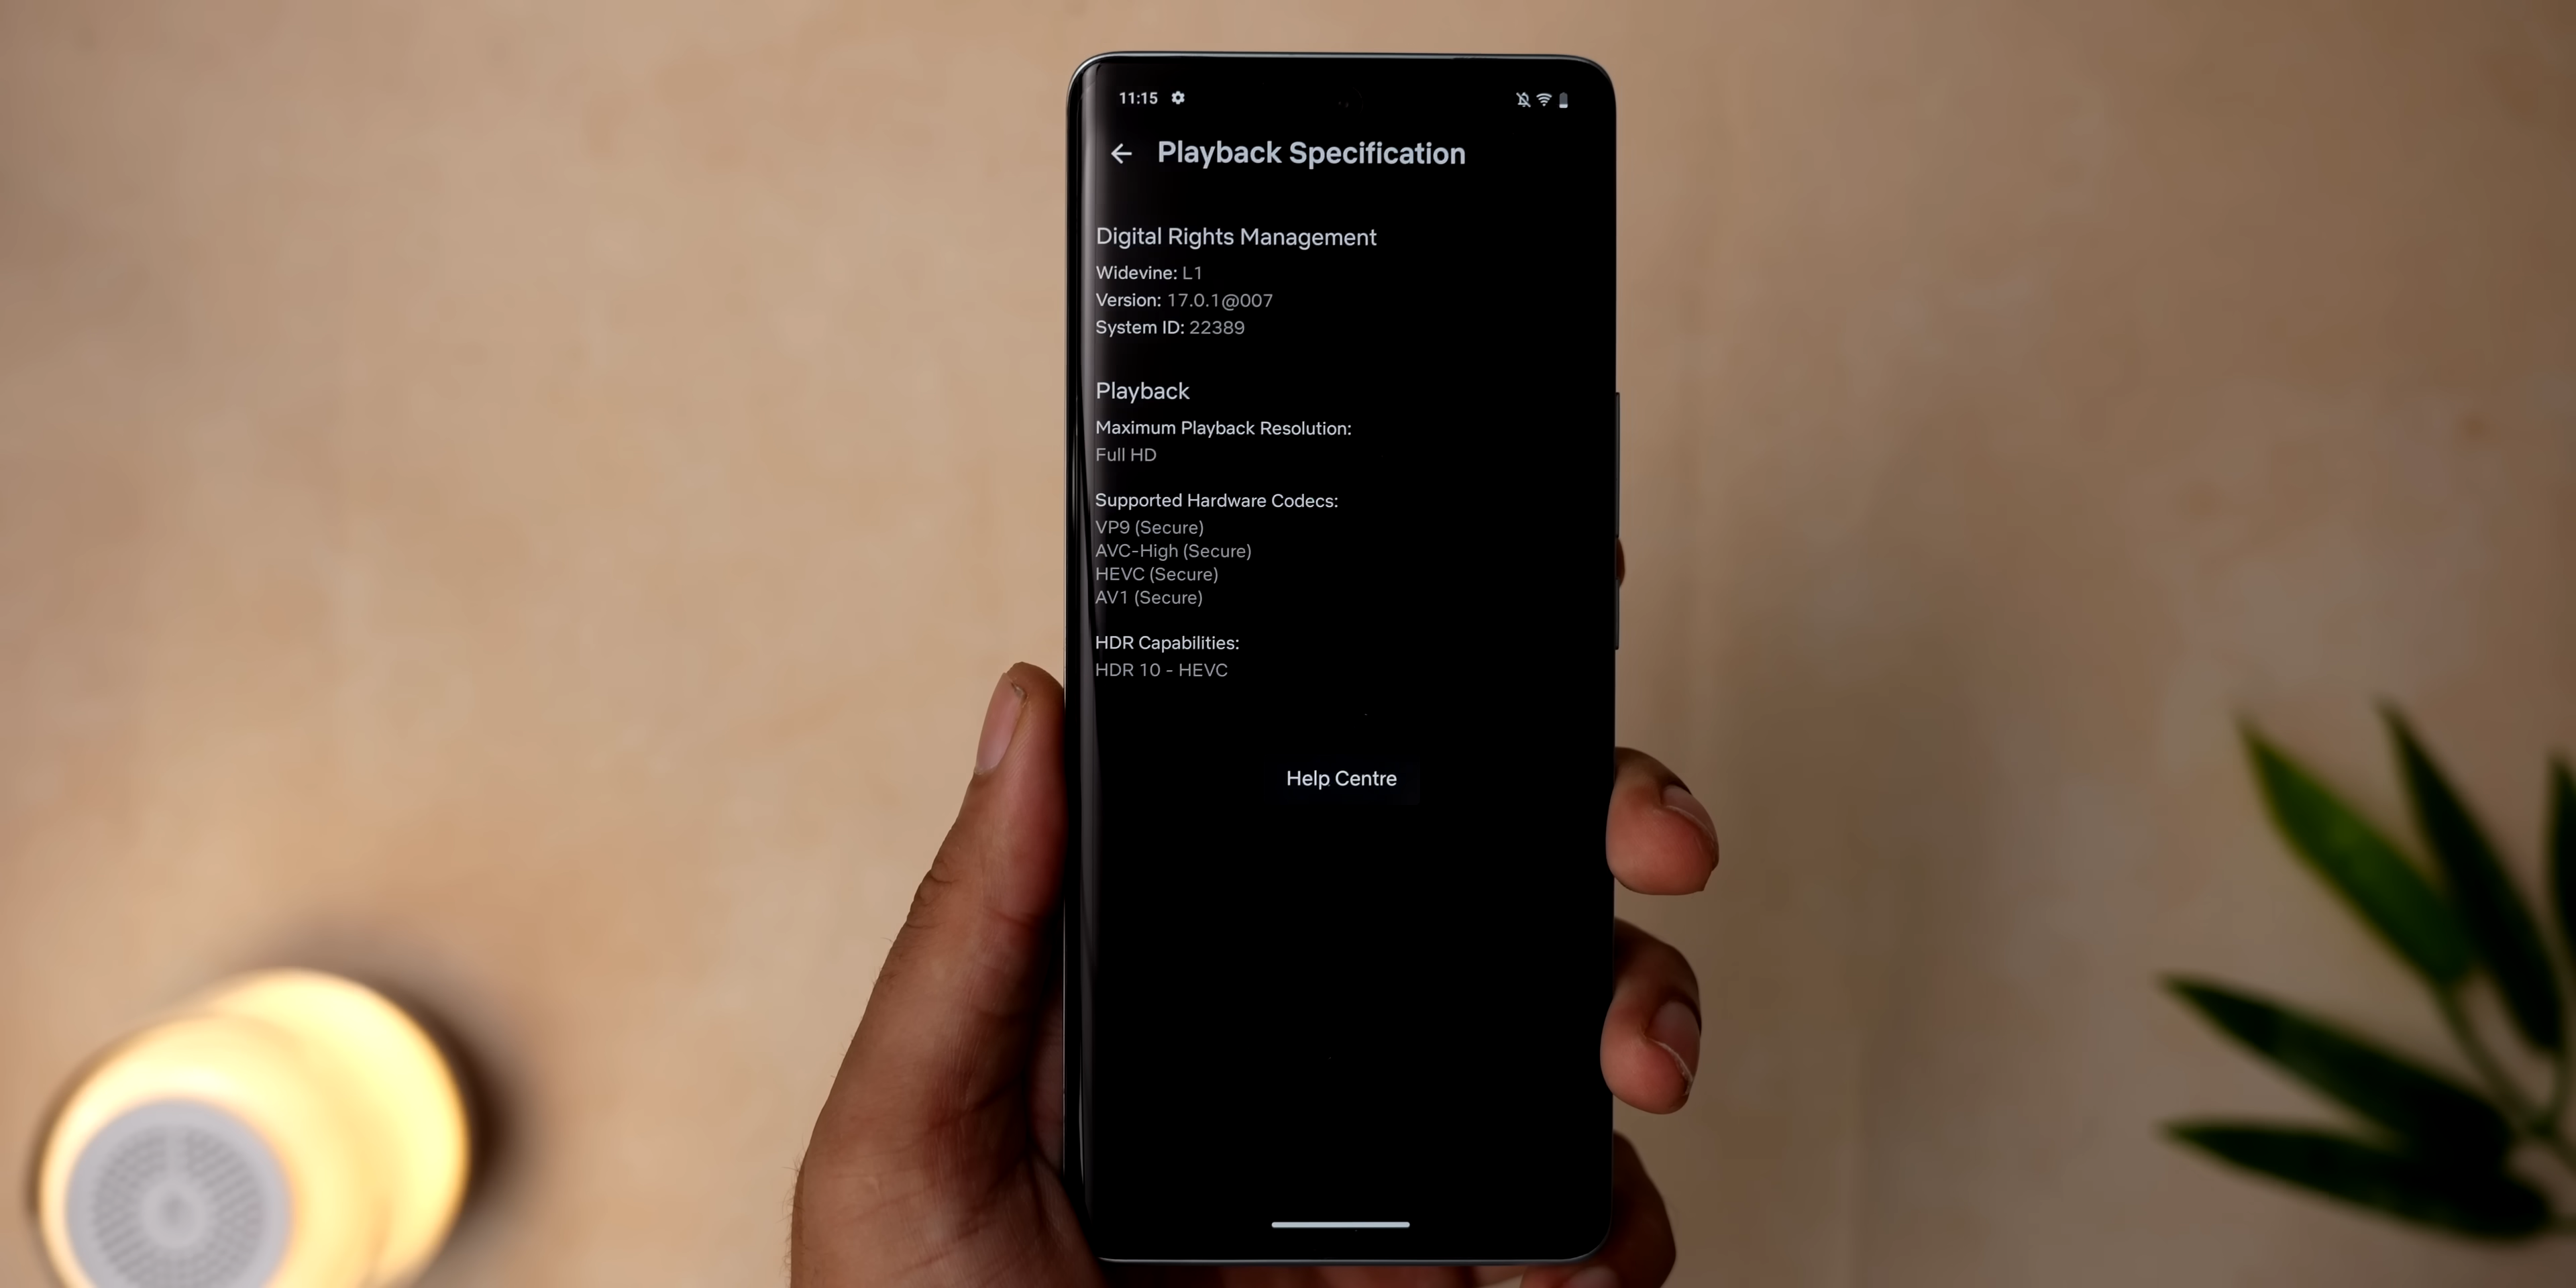 11:15
Playback Specification
Digital Rights Management
Widevine: L1
Version: 17.0.1@007
System ID: 22389
Playback
Maximum Playback Resolution:
Full HD
Supported Hardware Codecs:
VP9 (Secure)
AVC-High (Secure)
HEVC (Secure)
AV1 (Secure)
HDR Capabilities:
HDR 10 - HEVC
Help Centre